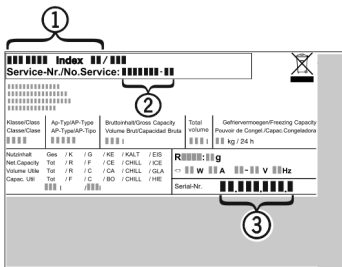 1
Index /
Service-Nr./No.Service: -
2
Klasse/Class
Classe/Clase
Ap-Typ/AP-Type
AP-Type/AP-Tipo
Bruttoinhalt/Gross Capacity
Volume Brut/Capacidad Bruta
l
Total
volume
l
Gefriervermoegen/Freezing Capacity
Pouvoir de Congel./Capac.Congeladora
kg / 24 h
Nutzinhalt Ges / K / G / KE / KALT / EIS
Net.Capacity Tot / R / F / CE / CHILL / ICE
Volume Utile Tot / F / C / CA / CHILL / GLA
Capac. Util Tot / F / C / BO / CHILL / HIE
l / l
R : g
W A - V Hz
Serial-Nr. . . .
3